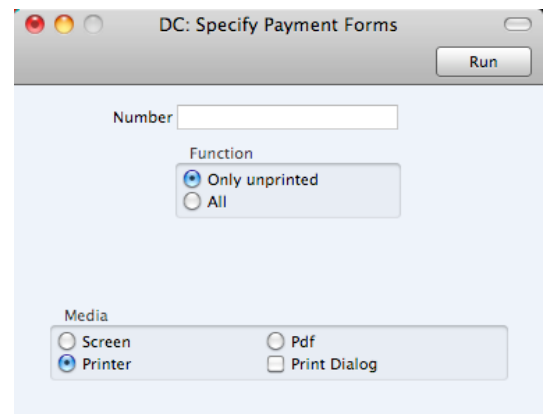 DC: Specify Payment Forms
Run
Number
Function
Only unprinted
All
Media
Screen
Pdf
Printer
Print Dialog